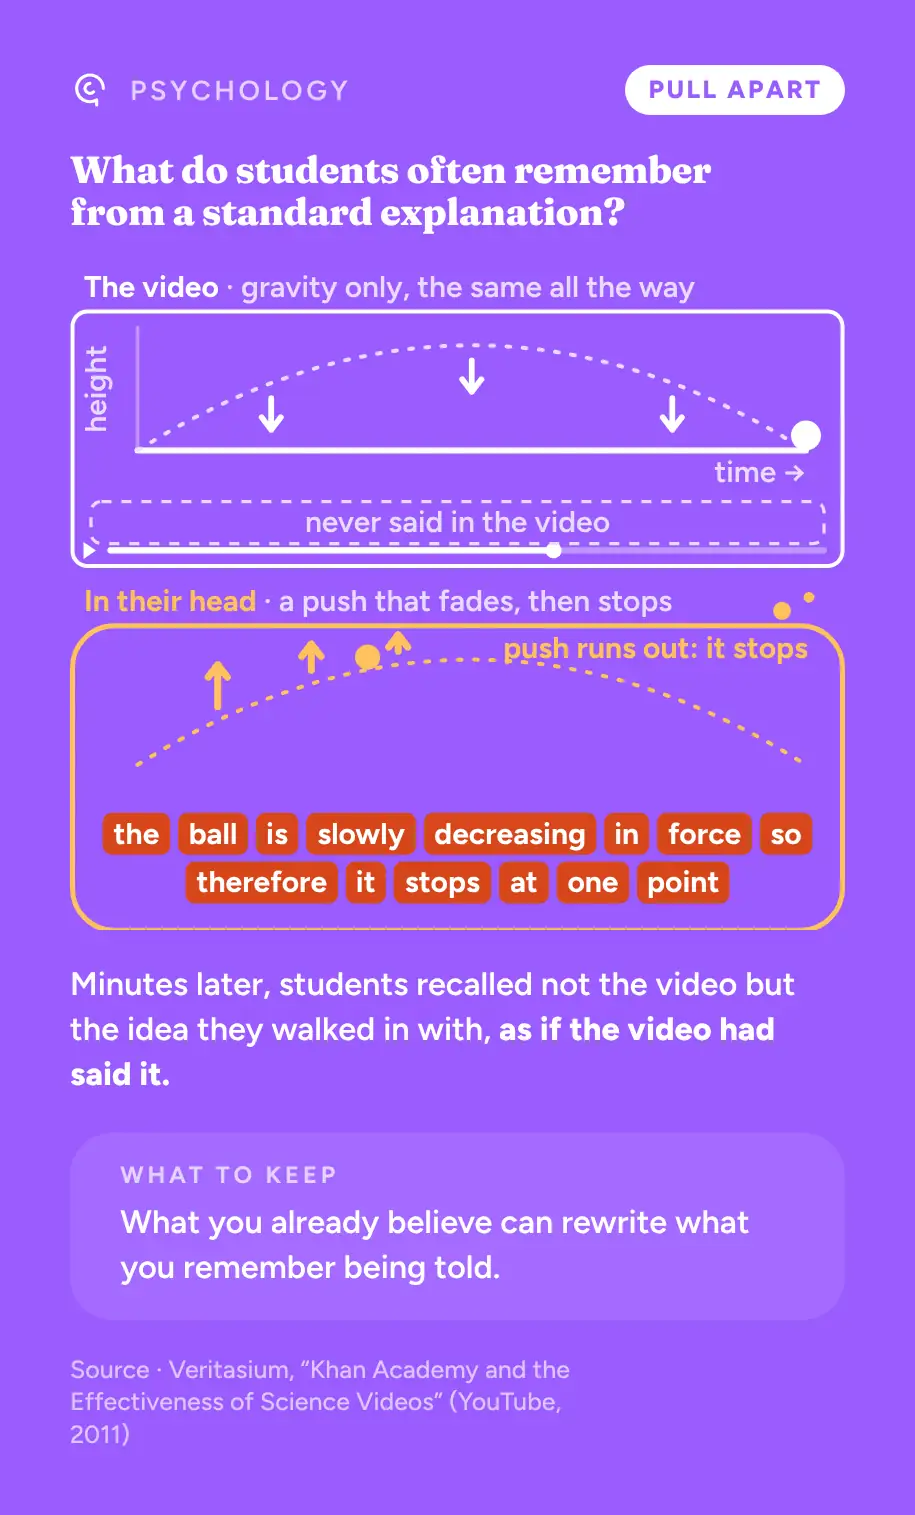 PSYCHOLOGY
PULL APART
What do students often remember
from a standard explanation?
The video · gravity only, the same all the way
height
time →
never said in the video
In their head · a push that fades, then stops
push runs out: it stops
the ball is slowly decreasing in force so
therefore it stops at one point
Minutes later, students recalled not the video but
the idea they walked in with, as if the video had
said it.
WHAT TO KEEP
What you already believe can rewrite what
you remember being told.
Source · Veritasium, “Khan Academy and the
Effectiveness of Science Videos” (YouTube,
2011)